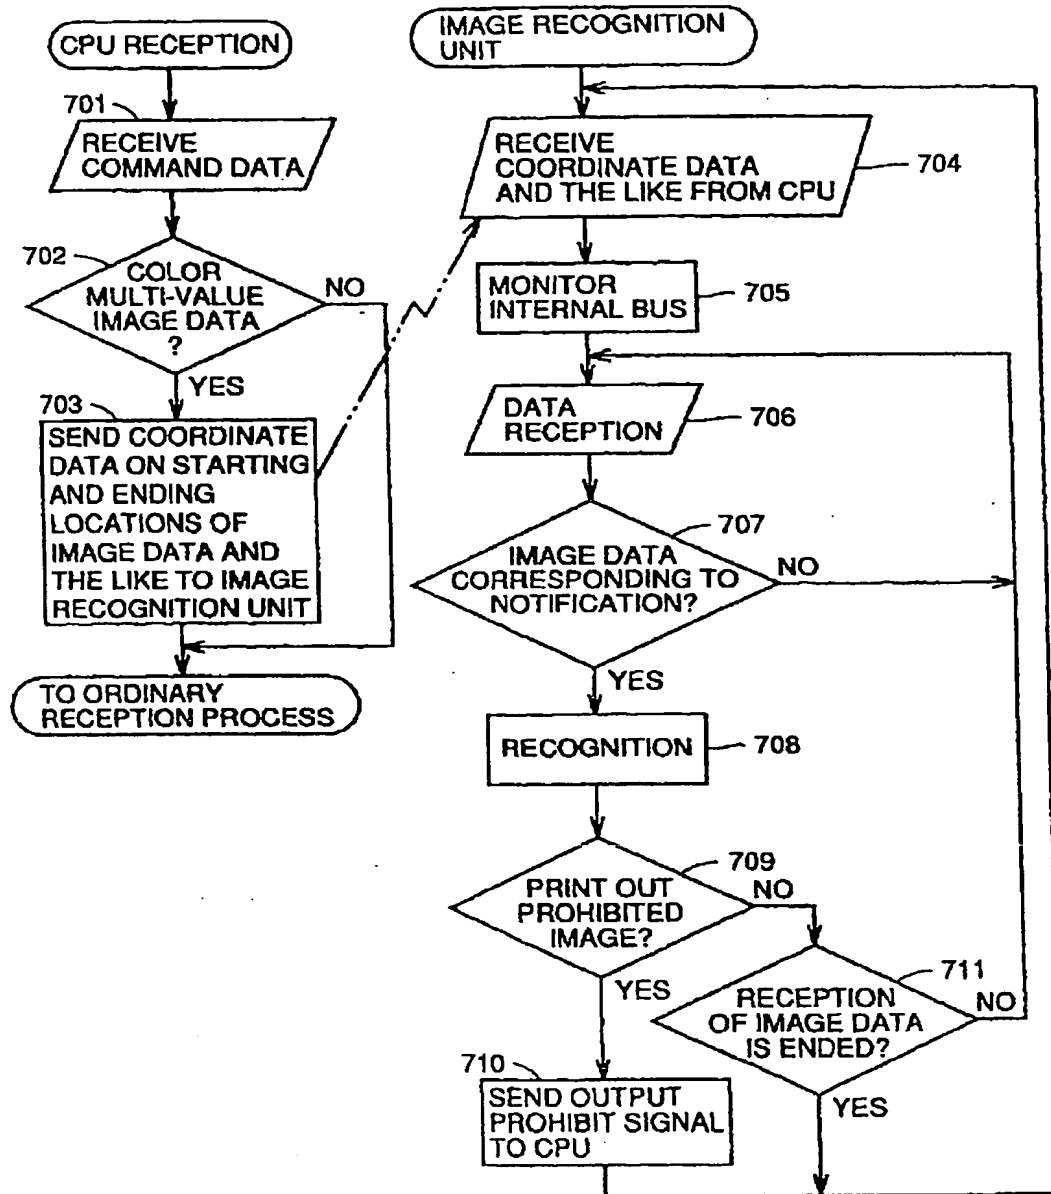 CPU RECEPTION
701
RECEIVE
COMMAND DATA
702
COLOR
MULTI-VALUE
IMAGE DATA
?
NO
YES
703
SEND COORDINATE
DATA ON STARTING
AND ENDING
LOCATIONS OF
IMAGE DATA AND
THE LIKE TO IMAGE
RECOGNITION UNIT
TO ORDINARY
RECEPTION PROCESS
IMAGE RECOGNITION
UNIT
RECEIVE
COORDINATE DATA
AND THE LIKE FROM CPU
704
MONITOR
INTERNAL BUS
705
DATA
RECEPTION
706
707
IMAGE DATA
CORRESPONDING TO
NOTIFICATION?
NO
YES
RECOGNITION
708
709
PRINT OUT
PROHIBITED
IMAGE?
NO
YES
710
SEND OUTPUT
PROHIBIT SIGNAL
TO CPU
711
RECEPTION
OF IMAGE DATA
IS ENDED?
NO
YES